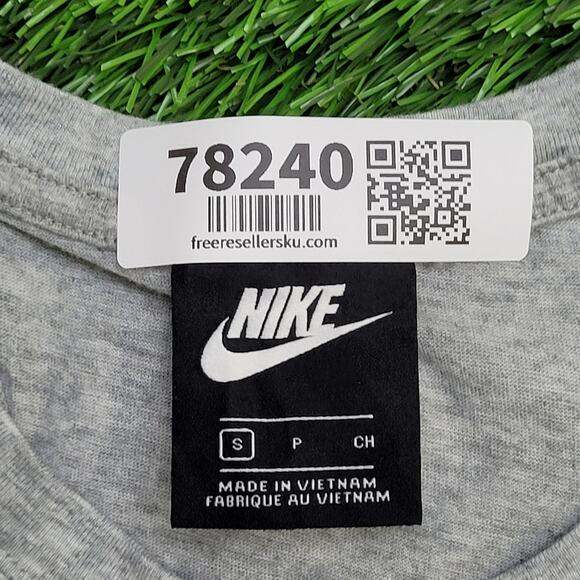 78240
freeresellersku.com
NIKE
S P CH
MADE IN VIETNAM
FABRIQUE AU VIETNAM